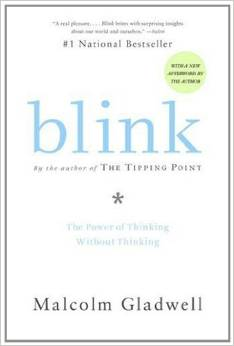 "A real pleasure. . . . Blink brims with surprising insights
about our world and ourselves." —Salon
#1 National Bestseller
WITH A NEW
AFTERWORD BY
THE AUTHOR
blink
By the author of THE TIPPING POINT
*
The Power of Thinking
Without Thinking
Malcolm Gladwell